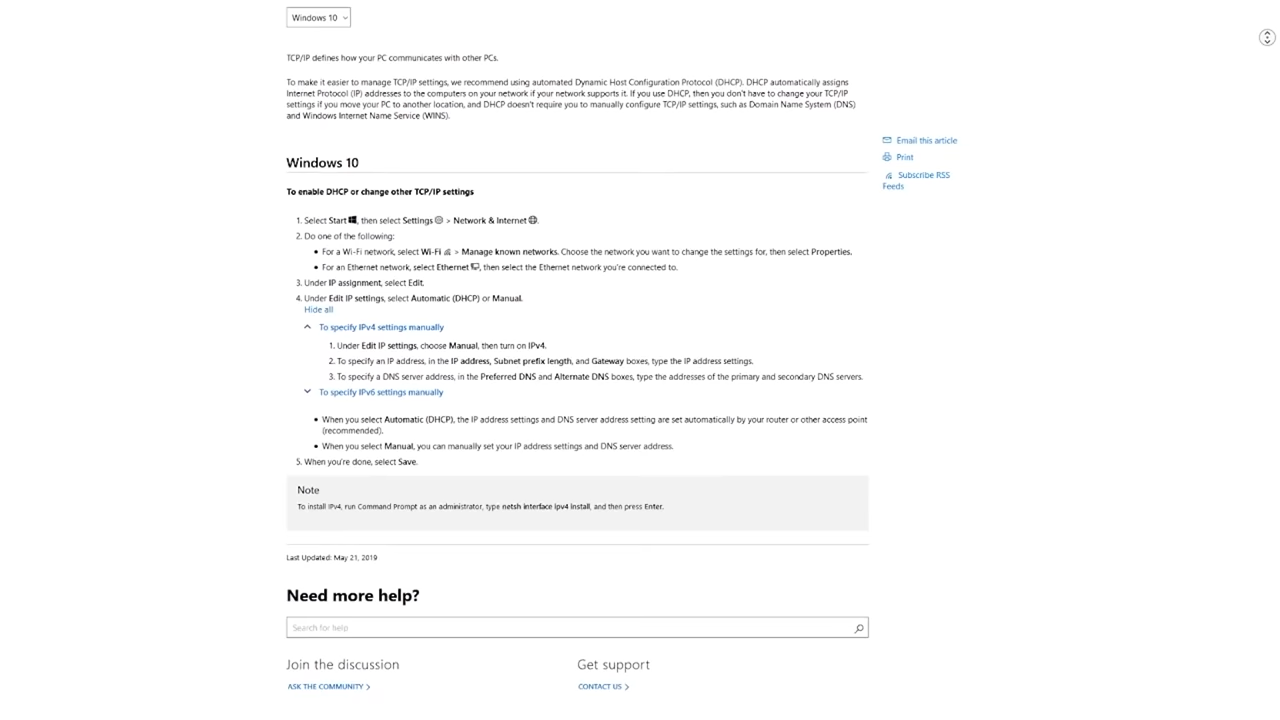 Windows 10
TCP/IP defines how your PC communicates with other PCs.
To make it easier to manage TCP/IP settings, we recommend using automated Dynamic Host Configuration Protocol (DHCP). DHCP automatically assigns
Internet Protocol (IP) addresses to the computers on your network if your network supports it. If you use DHCP, then you don't have to change your TCP/IP
settings if you move your PC to another location, and DHCP doesn't require you to manually configure TCP/IP settings, such as Domain Name System (DNS)
and Windows Internet Name Service (WINS).
Email this article
Print
Subscribe RSS
Feeds
Windows 10
To enable DHCP or change other TCP/IP settings
1. Select Start, then select Settings > Network & Internet.
2. Do one of the following:
• For a Wi-Fi network, select Wi-Fi > Manage known networks. Choose the network you want to change the settings for, then select Properties.
• For an Ethernet network, select Ethernet, then select the Ethernet network you're connected to.
3. Under IP assignment, select Edit.
4. Under Edit IP settings, select Automatic (DHCP) or Manual.
Hide all
To specify IPv4 settings manually
1. Under Edit IP settings, choose Manual, then turn on IPv4.
2. To specify an IP address, in the IP address, Subnet prefix length, and Gateway boxes, type the IP address settings.
3. To specify a DNS server address, in the Preferred DNS and Alternate DNS boxes, type the addresses of the primary and secondary DNS servers.
To specify IPv6 settings manually
• When you select Automatic (DHCP), the IP address settings and DNS server address setting are set automatically by your router or other access point
(recommended).
• When you select Manual, you can manually set your IP address settings and DNS server address.
5. When you're done, select Save.
Note
To install IPv4, run Command Prompt as an administrator, type netsh interface ipv4 install, and then press Enter.
Last Updated: May 21, 2019
Need more help?
Search for help
Join the discussion
Get support
ASK THE COMMUNITY >
CONTACT US >